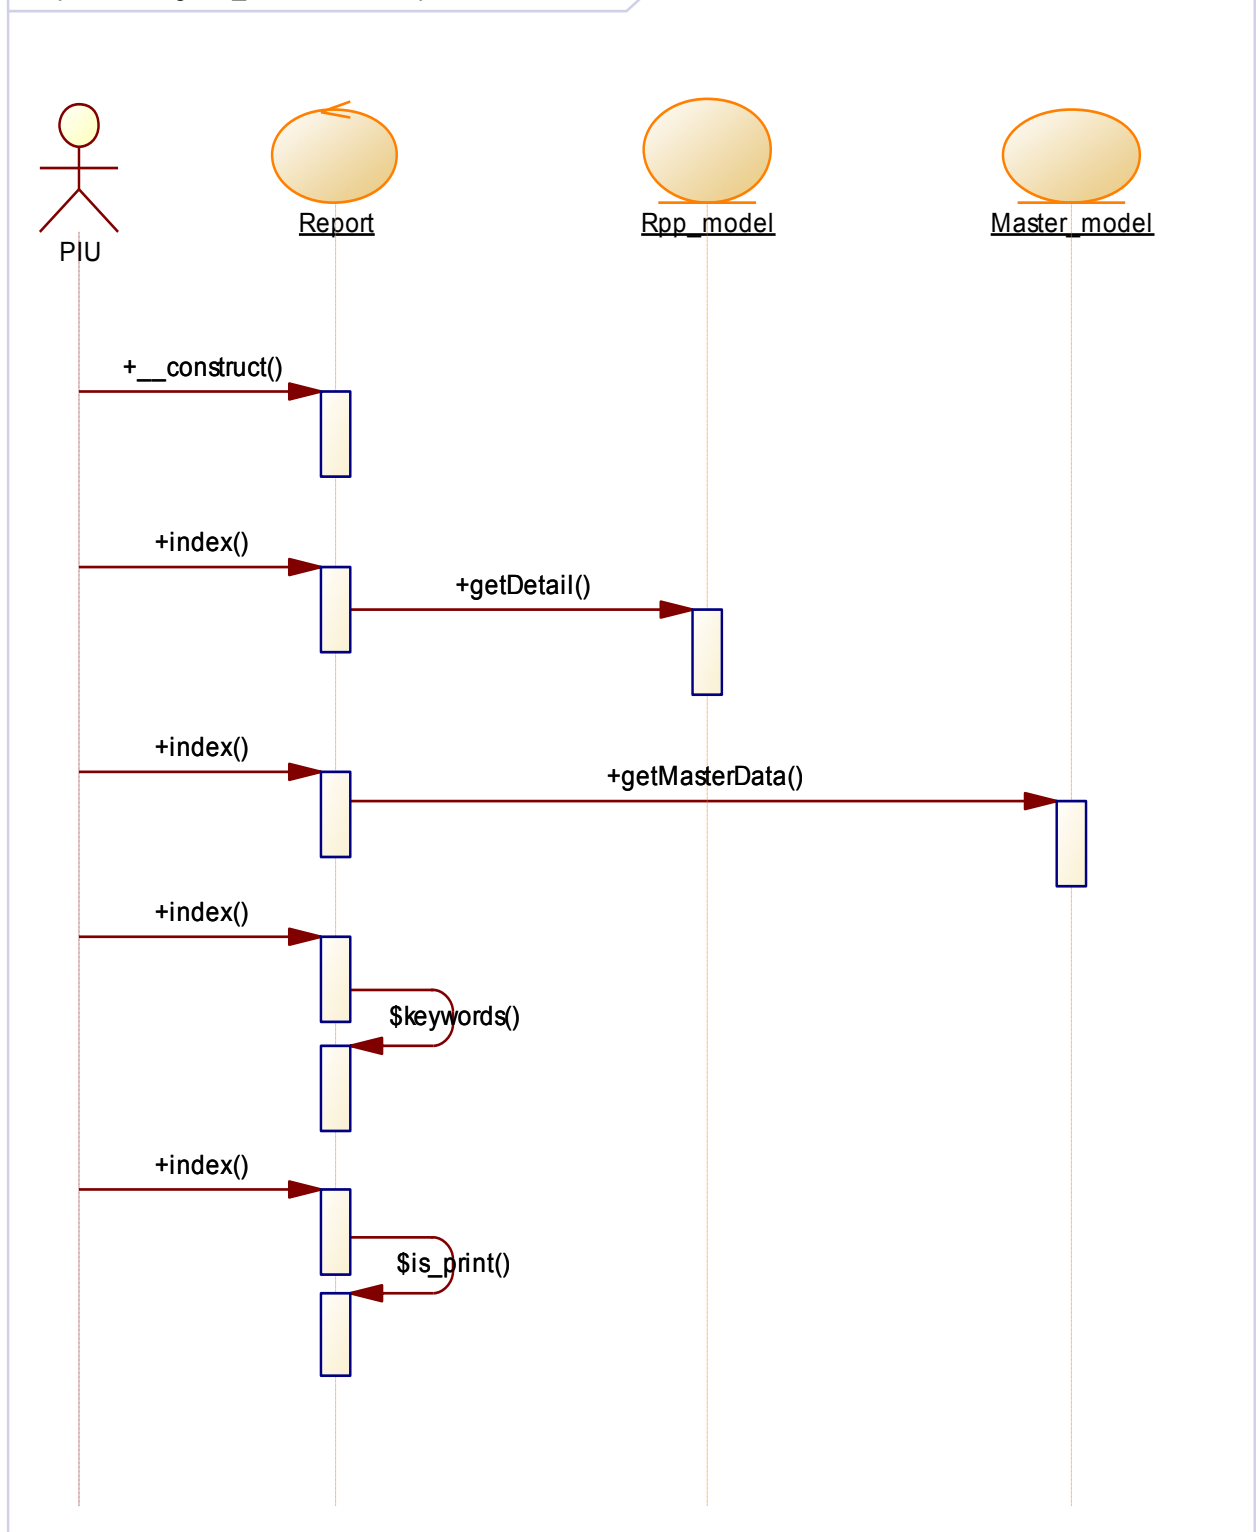 PIU
Report
Rpp_model
Master_model
+__construct()
+index()
+getDetail()
+index()
+getMasterData()
+index()
$keywords()
+index()
$is_print()